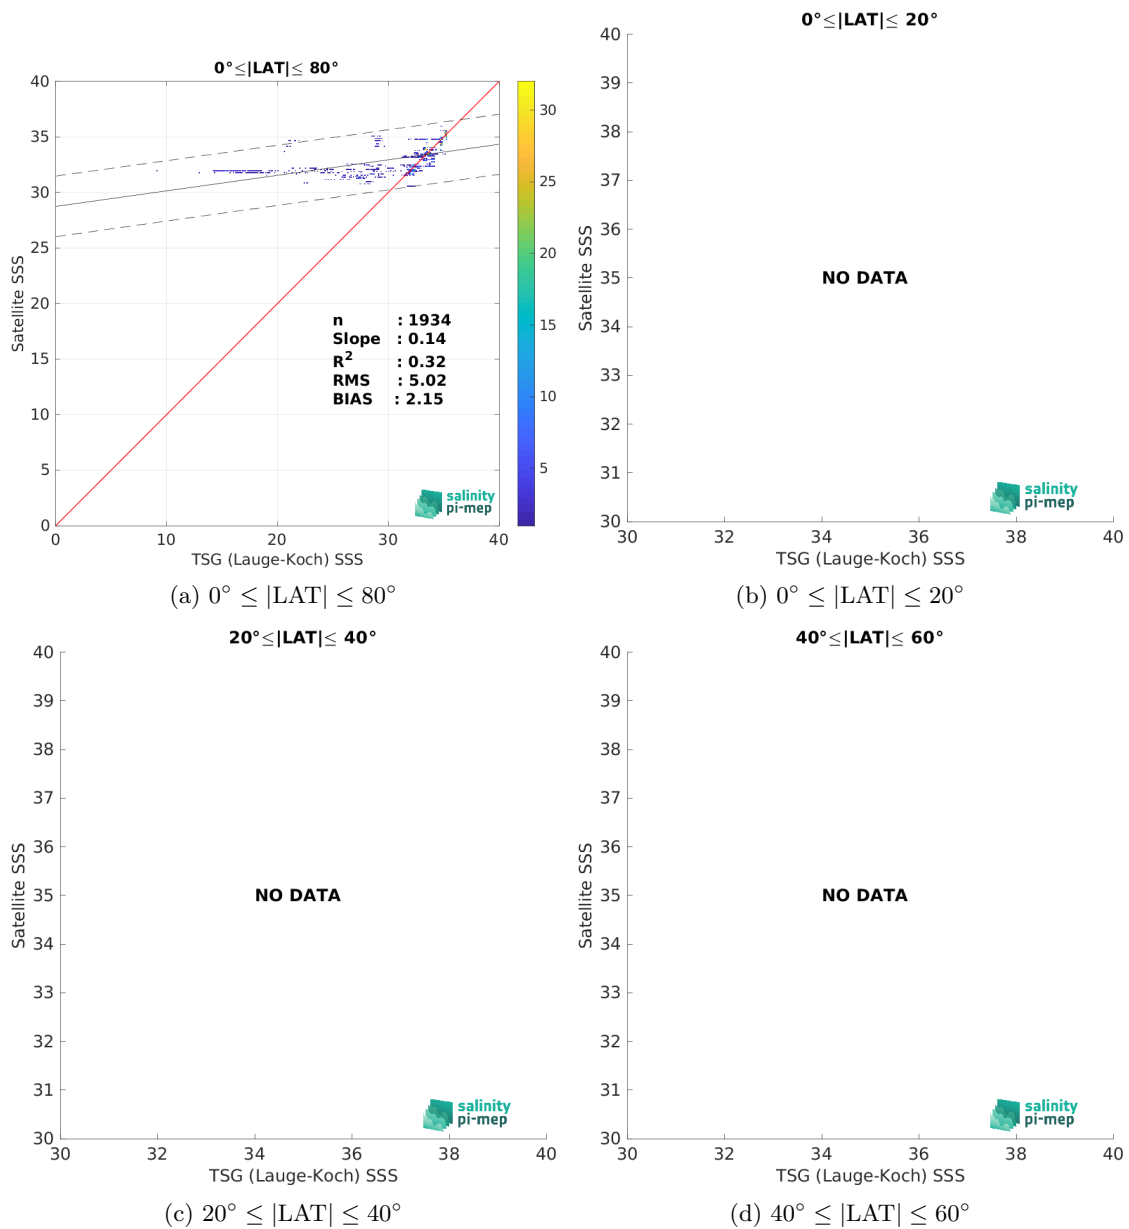 0°≤|LAT|≤ 80°
40
35
30
25
20
15
10
5
0
0
10
20
30
40
Satellite SSS
TSG (Lauge-Koch) SSS
n : 1934
Slope : 0.14
R² : 0.32
RMS : 5.02
BIAS : 2.15
salinity
pi-mep
30
25
20
15
10
5
(a) 0° ≤ |LAT| ≤ 80°
0°≤|LAT|≤ 20°
40
39
38
37
36
35
34
33
32
31
30
30
32
34
36
38
40
Satellite SSS
NO DATA
salinity
pi-mep
TSG (Lauge-Koch) SSS
(b) 0° ≤ |LAT| ≤ 20°
20°≤|LAT|≤ 40°
40
39
38
37
36
35
34
33
32
31
30
30
32
34
36
38
40
Satellite SSS
NO DATA
salinity
pi-mep
TSG (Lauge-Koch) SSS
(c) 20° ≤ |LAT| ≤ 40°
40°≤|LAT|≤ 60°
40
39
38
37
36
35
34
33
32
31
30
30
32
34
36
38
40
Satellite SSS
NO DATA
salinity
pi-mep
TSG (Lauge-Koch) SSS
(d) 40° ≤ |LAT| ≤ 60°